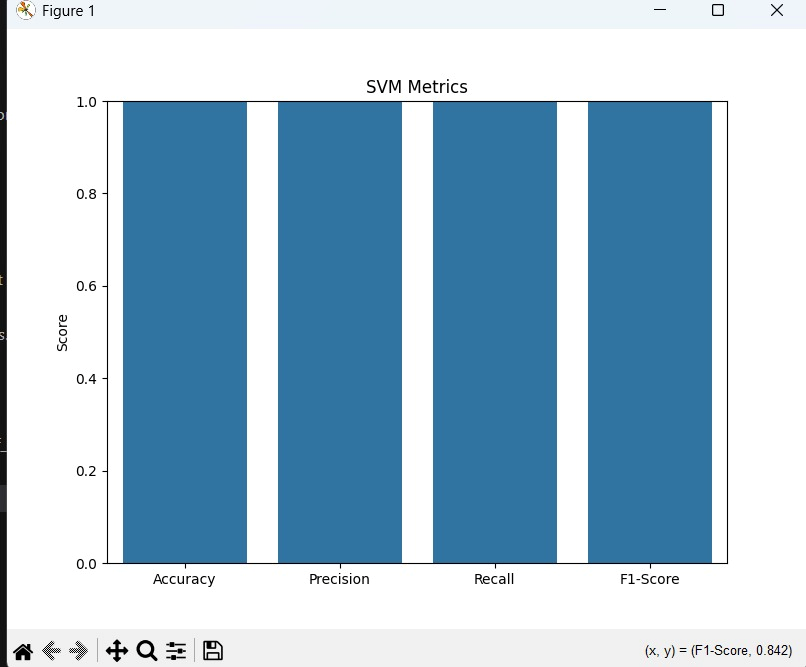 Figure 1
SVM Metrics
1.0
0.8
0.6
0.4
0.2
0.0
Score
Accuracy Precision Recall F1-Score
(x, y) = (F1-Score, 0.842)